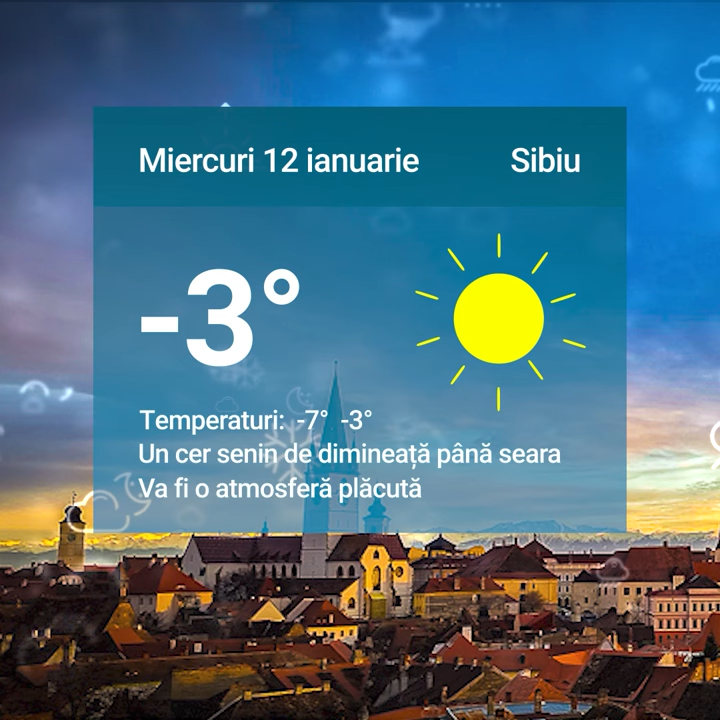 Miercuri 12 ianuarie Sibiu
-3°
Temperaturi: -7° -3°
Un cer senin de dimineață până seara
Va fi o atmosferă plăcută